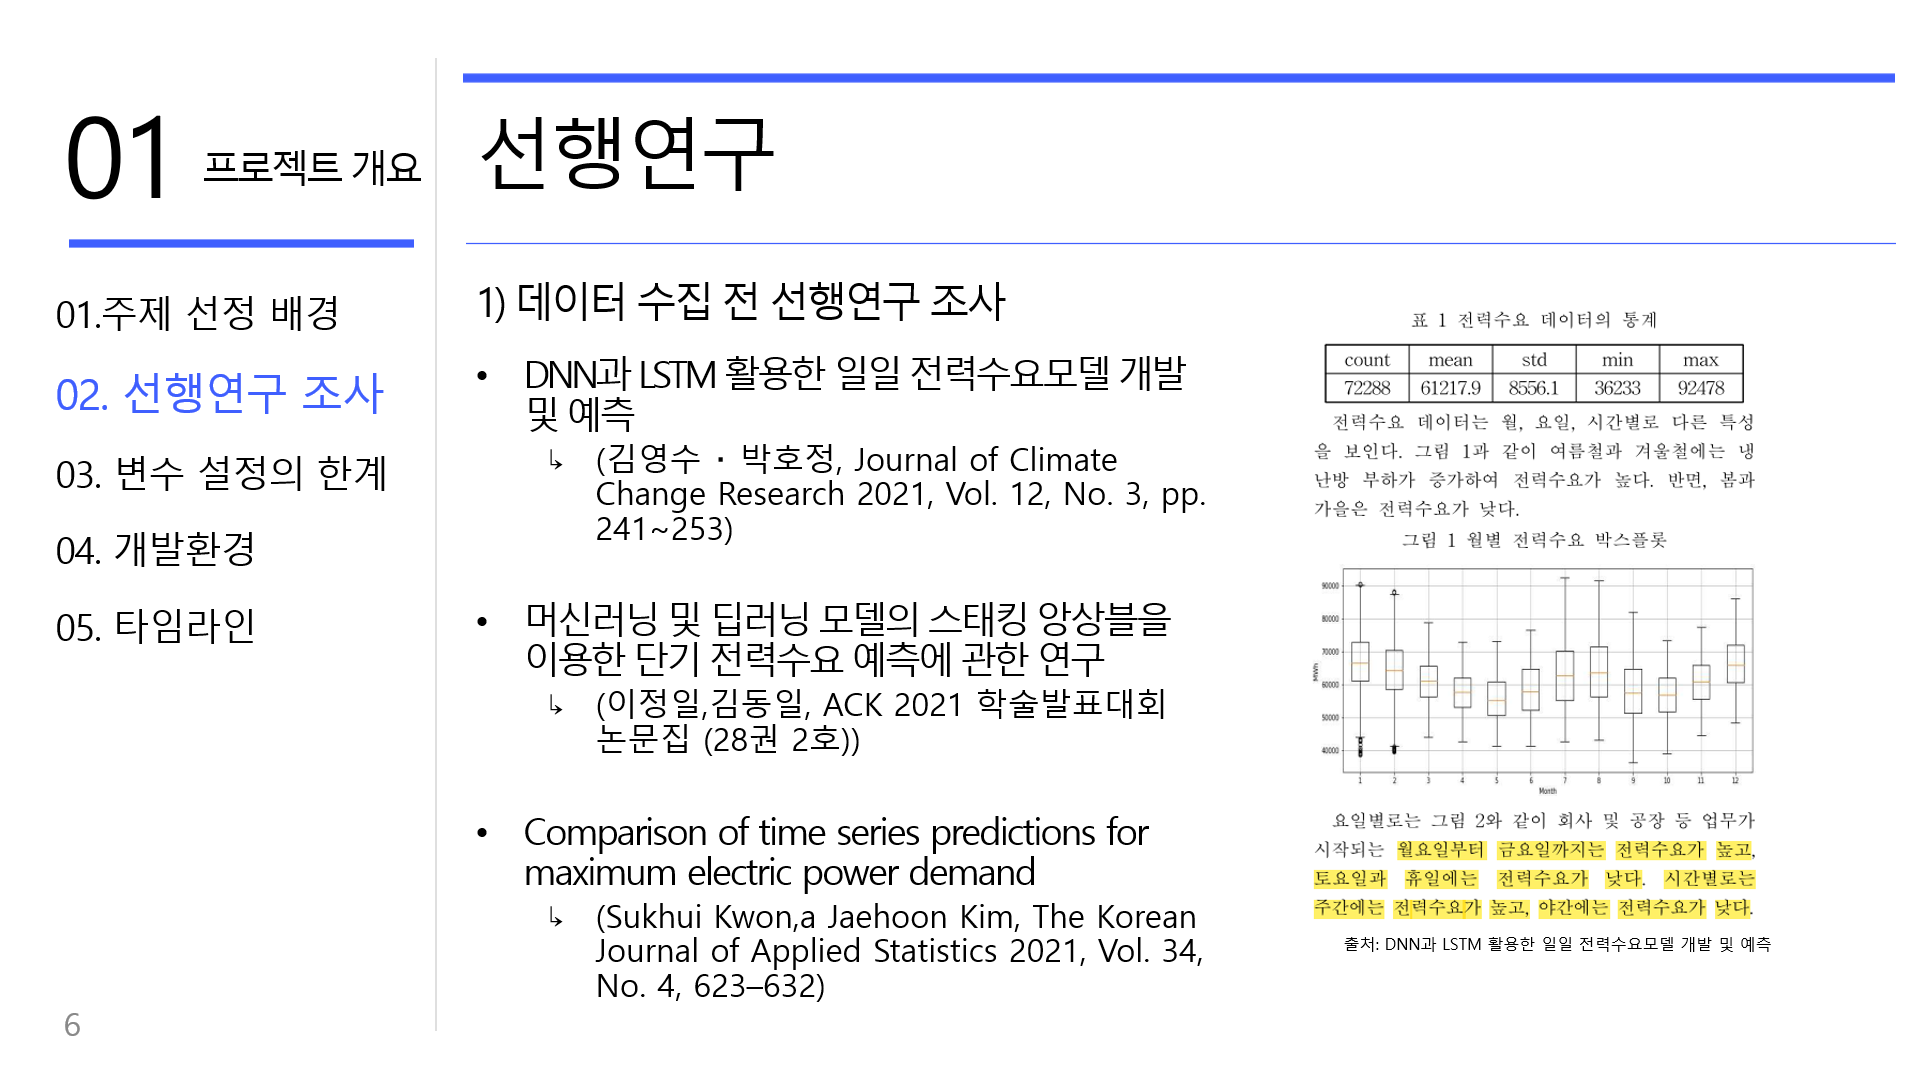 01 프로젝트 개요
01.주제 선정 배경
02. 선행연구 조사
03. 변수 설정의 한계
04. 개발환경
05. 타임라인
6
선행연구
1) 데이터 수집 전 선행연구 조사
• DNN과 LSTM 활용한 일일 전력수요모델 개발
및 예측
↳ (김영수・박호정, Journal of Climate
Change Research 2021, Vol. 12, No. 3, pp.
241~253)
• 머신러닝 및 딥러닝 모델의 스태킹 앙상블을
이용한 단기 전력수요 예측에 관한 연구
↳ (이정일,김동일, ACK 2021 학술발표대회
논문집 (28권 2호))
• Comparison of time series predictions for
maximum electric power demand
↳ (Sukhui Kwon,a Jaehoon Kim, The Korean
Journal of Applied Statistics 2021, Vol. 34,
No. 4, 623–632)
표 1 전력수요 데이터의 통계
count mean std min max
72288 61217.9 8556.1 36233 92478
전력수요 데이터는 월, 요일, 시간별로 다른 특성
을 보인다. 그림 1과 같이 여름철과 겨울철에는 냉
난방 부하가 증가하여 전력수요가 높다. 반면, 봄과
가을은 전력수요가 낮다.
그림 1 월별 전력수요 박스플롯
90000
80000
70000
60000
50000
40000
MWh
1 2 3 4 5 6 7 8 9 10 11 12
Month
요일별로는 그림 2와 같이 회사 및 공장 등 업무가
시작되는 월요일부터 금요일까지는 전력수요가 높고,
토요일과 휴일에는 전력수요가 낮다. 시간별로는
주간에는 전력수요가 높고, 야간에는 전력수요가 낮다.
출처: DNN과 LSTM 활용한 일일 전력수요모델 개발 및 예측